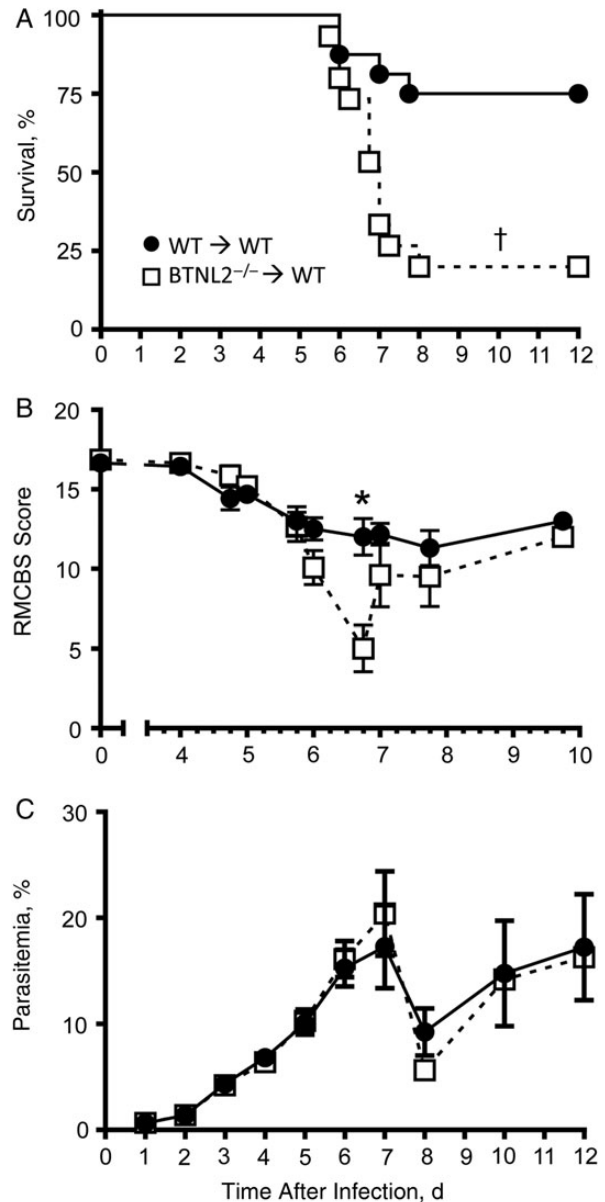 A
100
75
50
25
0
Survival, %
WT → WT
BTNL2⁻/⁻ → WT
†
0 1 2 3 4 5 6 7 8 9 10 11 12
B
20
15
10
5
0
RMCBS Score
*
0 4 5 6 7 8 9 10
C
30
20
10
0
Parasitemia, %
0 1 2 3 4 5 6 7 8 9 10 11 12
Time After Infection, d